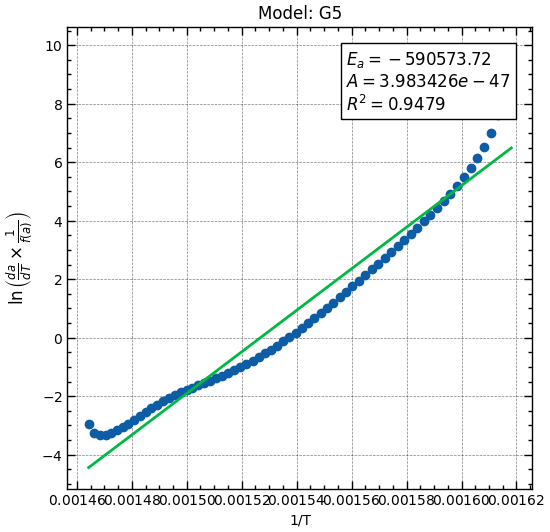 Model: G5
10
8
6
4
2
0
−2
−4
ln (da/dT × 1/f(a))
E_a = −590573.72
A = 3.983426e − 47
R² = 0.9479
0.00146 0.00148 0.00150 0.00152 0.00154 0.00156 0.00158 0.00160 0.00162
1/T